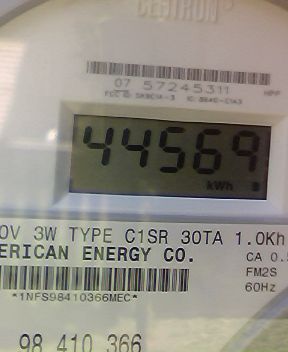 CENTRON
07 57245311
44569
kWh
0V 3W TYPE C1SR 30TA 1.0Kh
ERICAN ENERGY CO. CA 0.5
FM2S
*1NFS98410366MEC* 60Hz
98 410 366